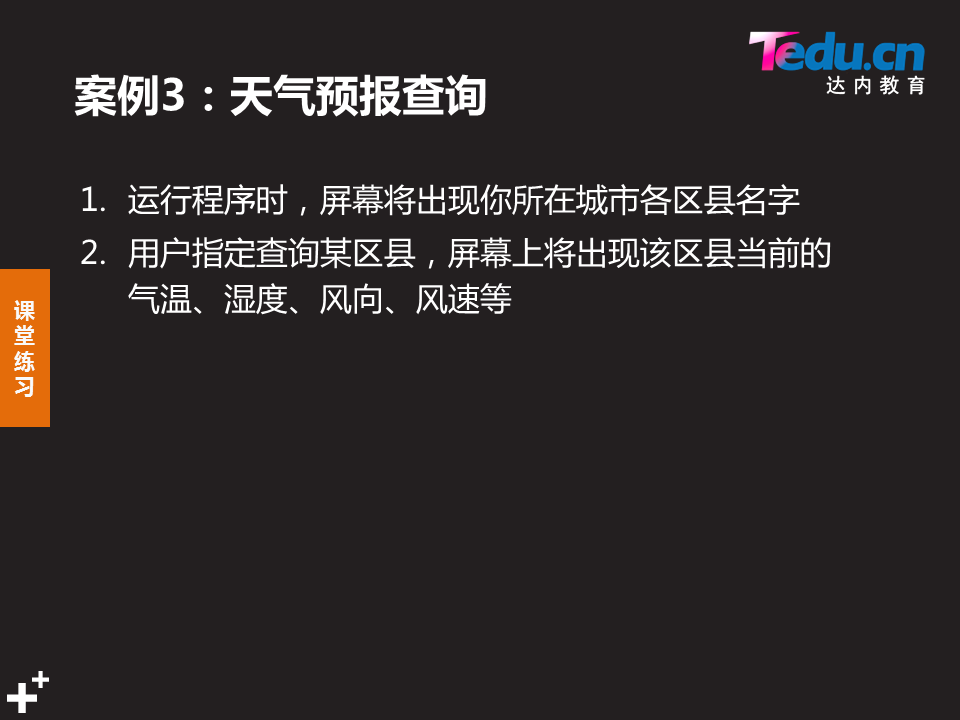 Tedu.cn
达内教育
案例3：天气预报查询
1. 运行程序时，屏幕将出现你所在城市各区县名字
2. 用户指定查询某区县，屏幕上将出现该区县当前的
气温、湿度、风向、风速等
课
堂
练
习